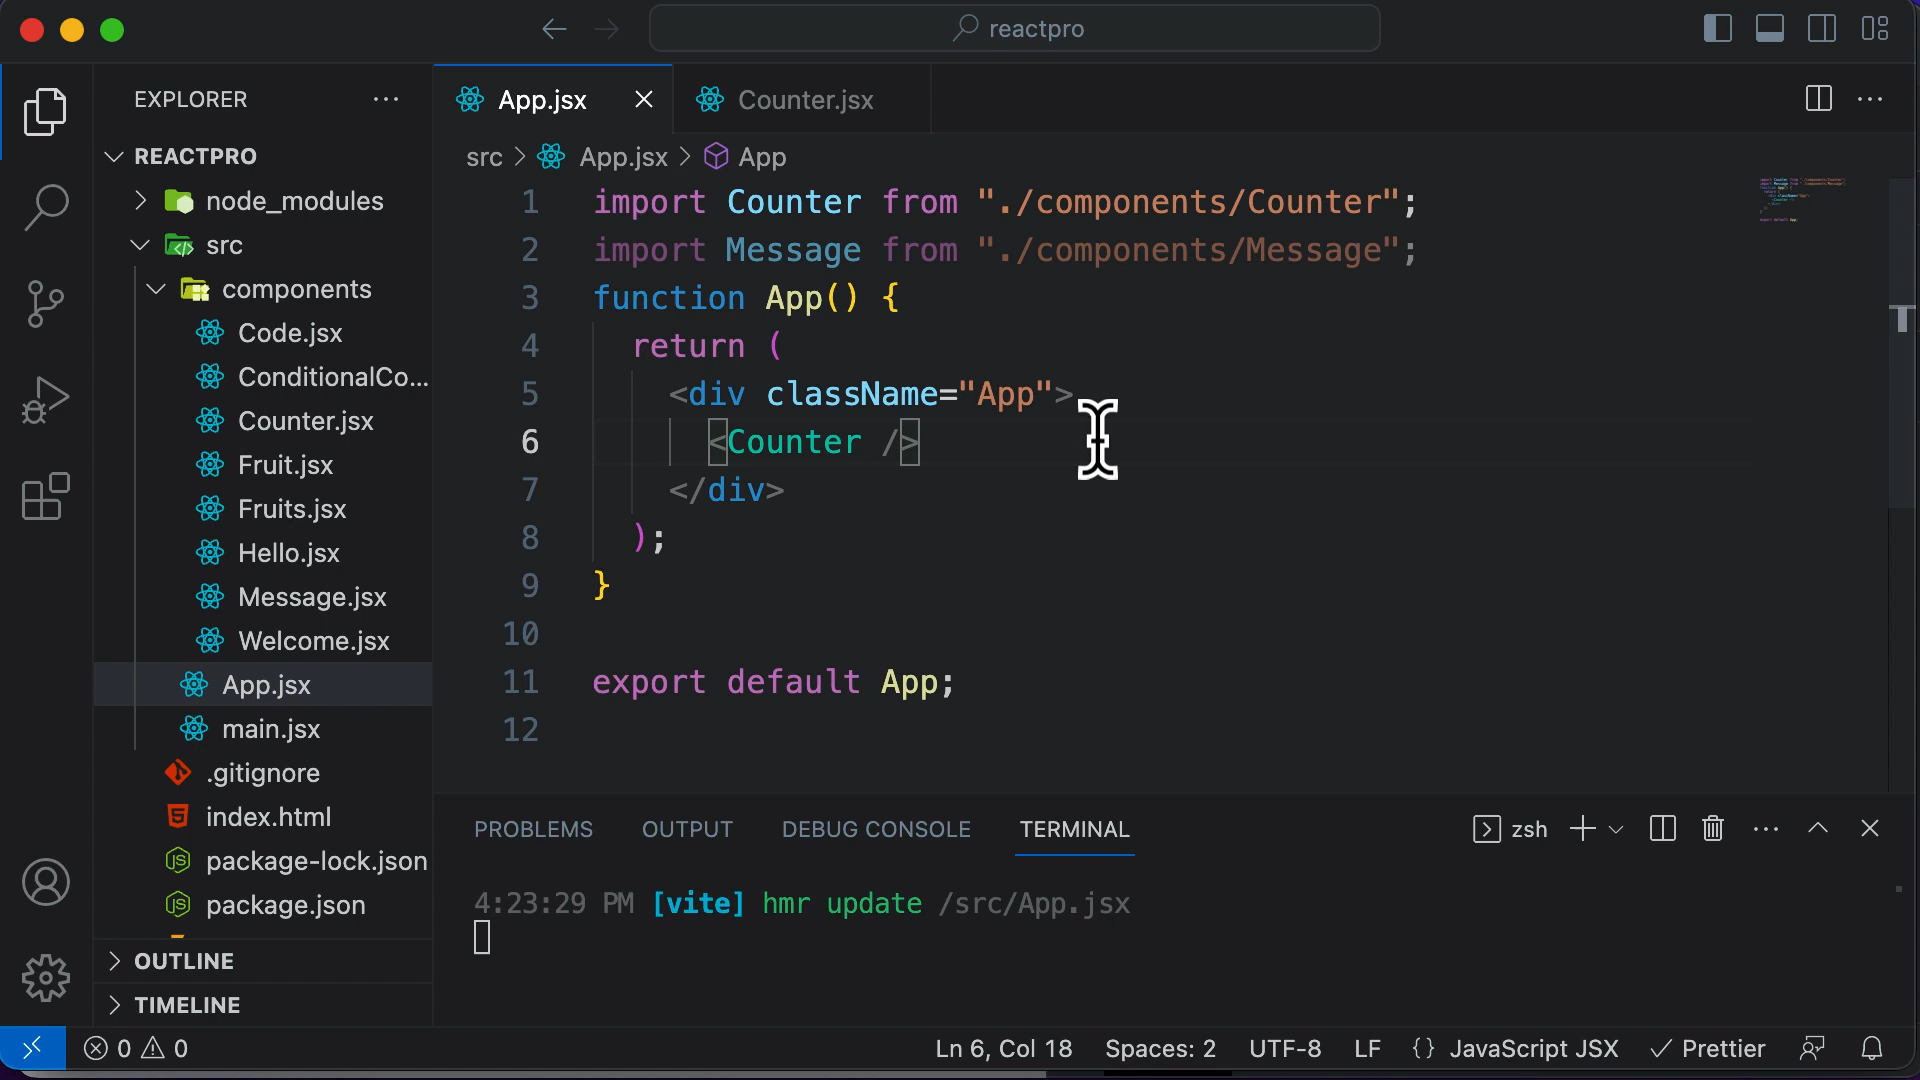 reactpro
EXPLORER
App.jsx
Counter.jsx
REACTPRO
src > App.jsx > App
node_modules
src
components
Code.jsx
ConditionalCo...
Counter.jsx
Fruit.jsx
Fruits.jsx
Hello.jsx
Message.jsx
Welcome.jsx
App.jsx
main.jsx
.gitignore
index.html
package-lock.json
package.json
OUTLINE
TIMELINE
1 import Counter from "./components/Counter";
2 import Message from "./components/Message";
3 function App() {
4 return (
5 <div className="App">
6 <Counter />
7 </div>
8 );
9 }
10
11 export default App;
12
PROBLEMS OUTPUT DEBUG CONSOLE TERMINAL
zsh
4:23:29 PM [vite] hmr update /src/App.jsx
0 0
Ln 6, Col 18 Spaces: 2 UTF-8 LF {} JavaScript JSX Prettier